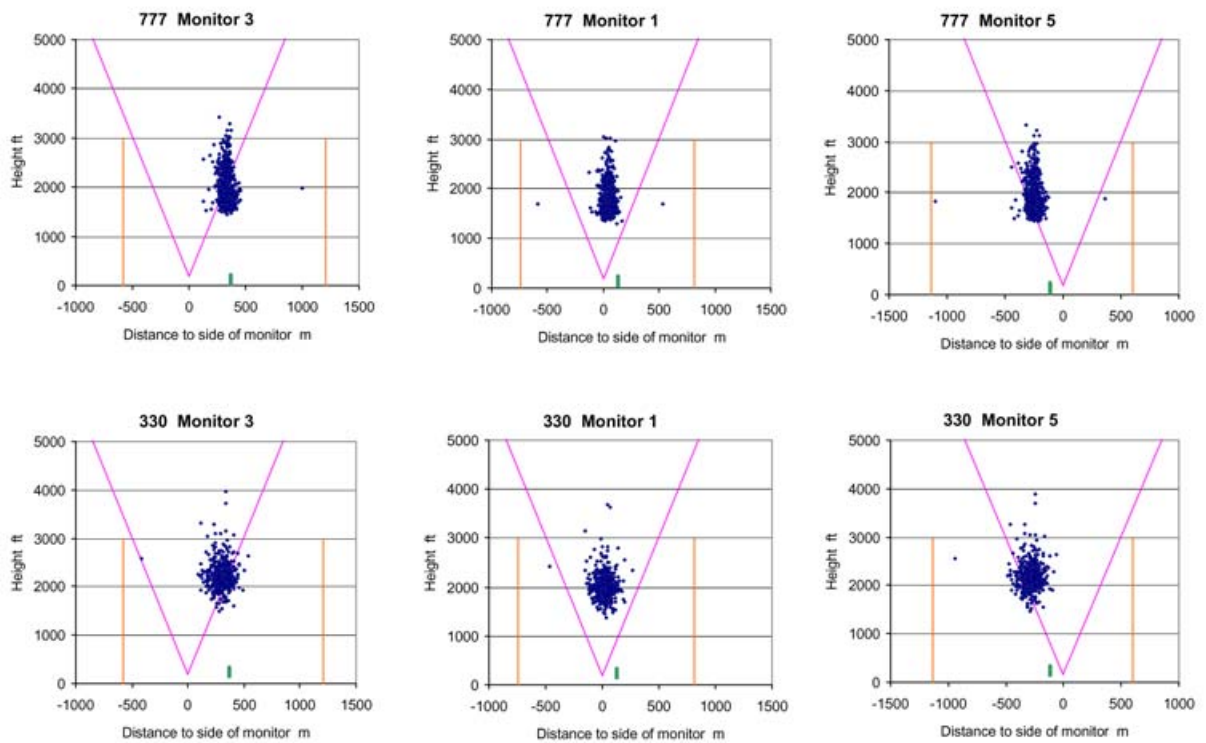 777 Monitor 3
5000
4000
3000
2000
1000
0
Height ft
-1000 -500 0 500 1000 1500
Distance to side of monitor m
777 Monitor 1
5000
4000
3000
2000
1000
0
Height ft
-1000 -500 0 500 1000 1500
Distance to side of monitor m
777 Monitor 5
5000
4000
3000
2000
1000
0
Height ft
-1500 -1000 -500 0 500 1000
Distance to side of monitor m
330 Monitor 3
5000
4000
3000
2000
1000
0
Height ft
-1000 -500 0 500 1000 1500
Distance to side of monitor m
330 Monitor 1
5000
4000
3000
2000
1000
0
Height ft
-1000 -500 0 500 1000 1500
Distance to side of monitor m
330 Monitor 5
5000
4000
3000
2000
1000
0
Height ft
-1500 -1000 -500 0 500 1000
Distance to side of monitor m